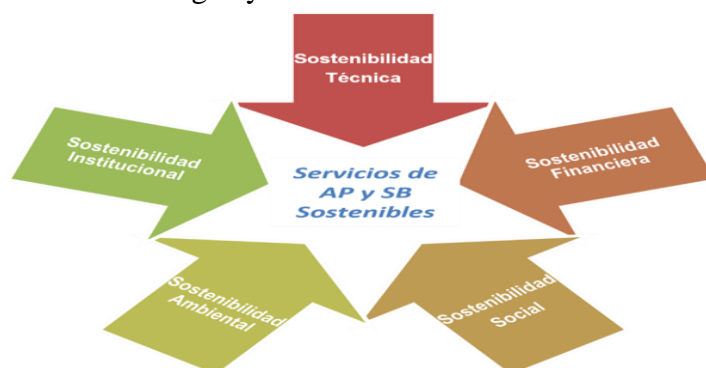 Sostenibilidad
Técnica
Sostenibilidad
Institucional
Servicios de
AP y SB
Sostenibles
Sostenibilidad
Financiera
Sostenibilidad
Ambiental
Sostenibilidad
Social